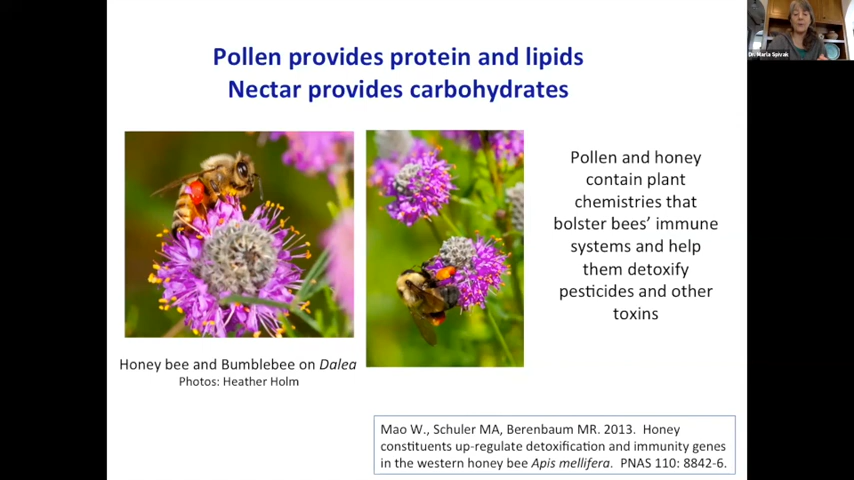 Pollen provides protein and lipids
Nectar provides carbohydrates
Pollen and honey
contain plant
chemistries that
bolster bees’ immune
systems and help
them detoxify
pesticides and other
toxins
Honey bee and Bumblebee on Dalea
Photos: Heather Holm
Mao W., Schuler MA, Berenbaum MR. 2013. Honey
constituents up-regulate detoxification and immunity genes
in the western honey bee Apis mellifera. PNAS 110: 8842-6.
Dr. Marla Spivak